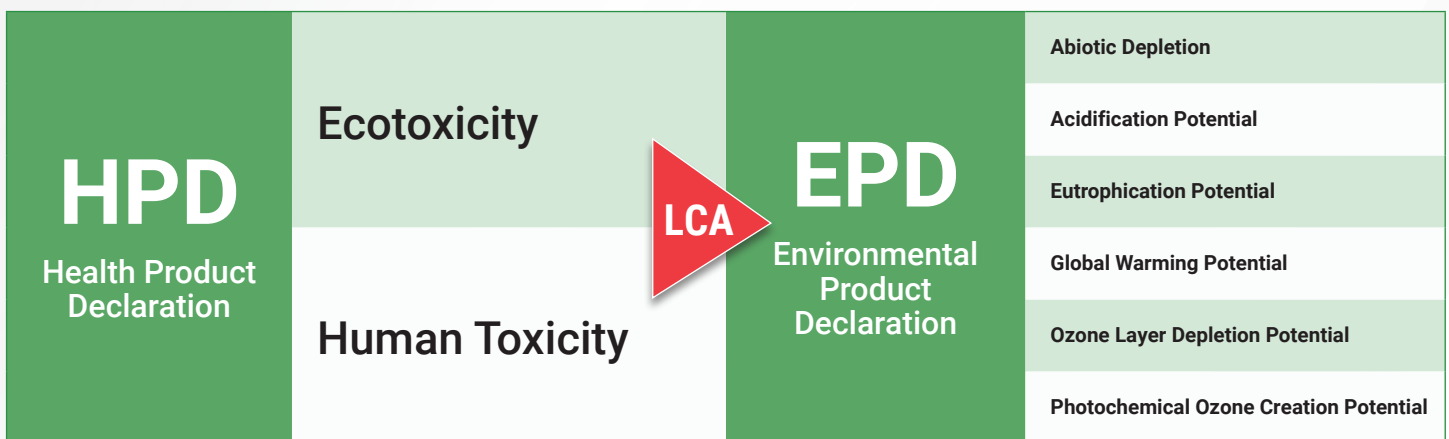 HPD
Health Product
Declaration
Ecotoxicity
Human Toxicity
LCA
EPD
Environmental
Product
Declaration
Abiotic Depletion
Acidification Potential
Eutrophication Potential
Global Warming Potential
Ozone Layer Depletion Potential
Photochemical Ozone Creation Potential